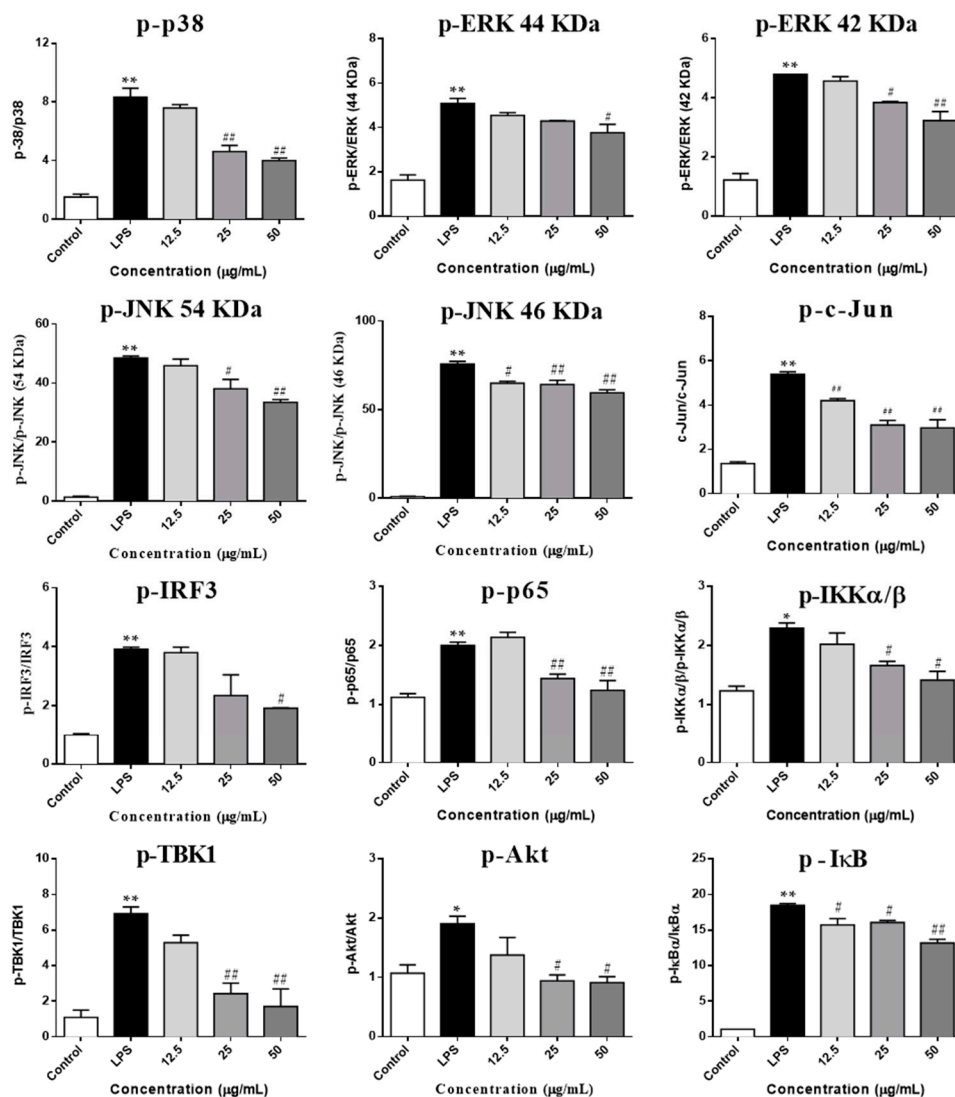 p-p38
p-38/p38
12
8
4
0
**
##
##
Control
LPS
12.5
25
50
Concentration (μg/mL)
p-ERK 44 KDa
p-ERK/ERK (44 KDa)
8
6
4
2
0
**
#
Control
LPS
12.5
25
50
Concentration (μg/mL)
p-ERK 42 KDa
p-ERK/ERK (42 KDa)
6
4
2
0
**
#
##
Control
LPS
12.5
25
50
Concentration (μg/mL)
p-JNK 54 KDa
p-JNK/p-JNK (54 KDa)
60
40
20
0
**
#
##
Control
LPS
12.5
25
50
Concentration (μg/mL)
p-JNK 46 KDa
p-JNK/p-JNK (46 KDa)
100
50
0
**
#
##
##
Control
LPS
12.5
25
50
Concentration (μg/mL)
p-c-Jun
c-Jun/c-Jun
8
6
4
2
0
**
##
##
##
Control
LPS
12.5
25
50
Concentration (μg/mL)
p-IRF3
p-IRF3/IRF3
6
4
2
0
**
#
Control
LPS
12.5
25
50
Concentration (μg/mL)
p-p65
p-p65/p65
3
2
1
0
**
##
##
Control
LPS
12.5
25
50
Concentration (μg/mL)
p-IKKα/β
p-IKKα/β/p-IKKα/β
3
2
1
0
*
#
#
Control
LPS
12.5
25
50
Concentration (μg/mL)
p-TBK1
p-TBK1/TBK1
10
8
6
4
2
0
**
##
##
Control
LPS
12.5
25
50
Concentration (μg/mL)
p-Akt
p-Akt/Akt
3
2
1
0
*
#
#
Control
LPS
12.5
25
50
Concentration (μg/mL)
p - IκB
p-IκBα/IκBα
25
20
15
10
5
0
**
#
#
##
Control
LPS
12.5
25
50
Concentration (μg/mL)